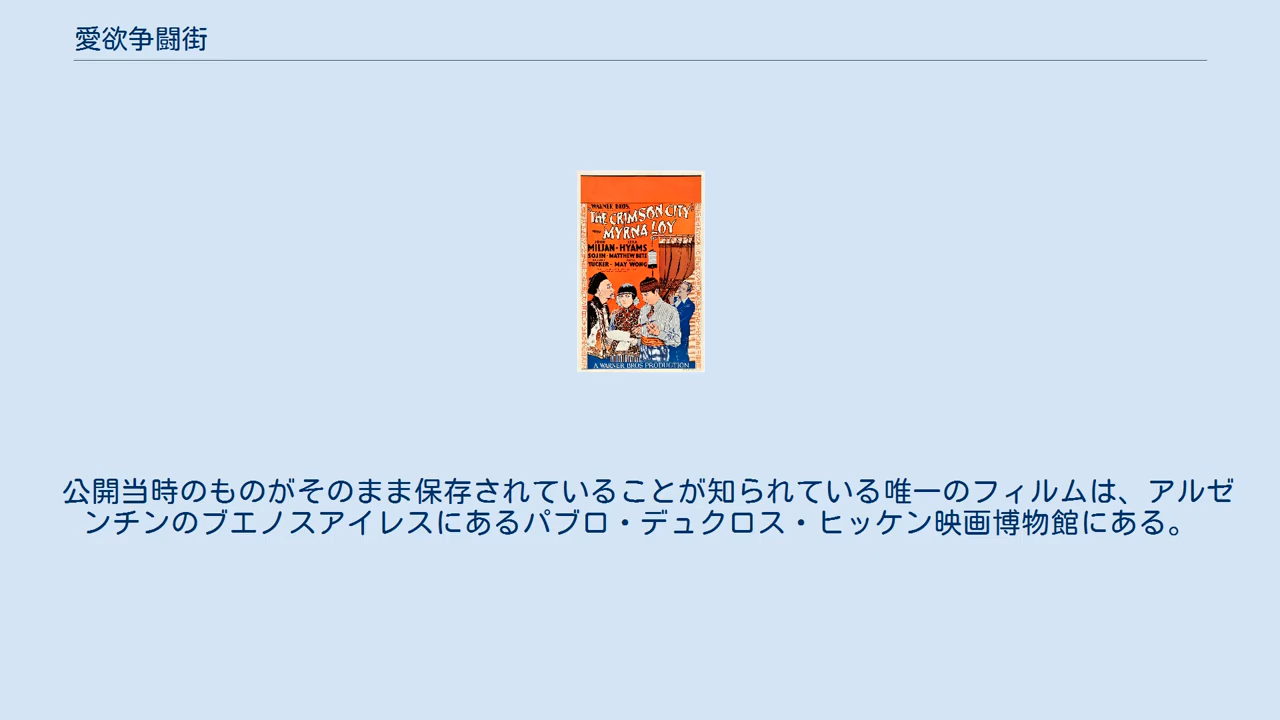 愛欲争闘街
WARNER BROS.
THE CRIMSON CITY
MYRNA LOY
MILJAN · HYAMS
SOJIN · MATTHEW BETZ
TUCKER · MAY WONG
A WARNER BROS PRODUCTION
公開当時のものがそのまま保存されていることが知られている唯一のフィルムは、アルゼ
ンチンのブエノスアイレスにあるパブロ・デュクロス・ヒッケン映画博物館にある。